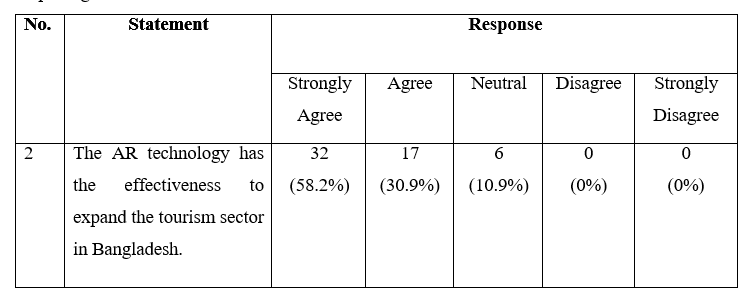 No. Statement Response
Strongly Agree Neutral Disagree Strongly
Agree Disagree
2 The AR technology has 32 17 6 0 0
the effectiveness to (58.2%) (30.9%) (10.9%) (0%) (0%)
expand the tourism sector
in Bangladesh.